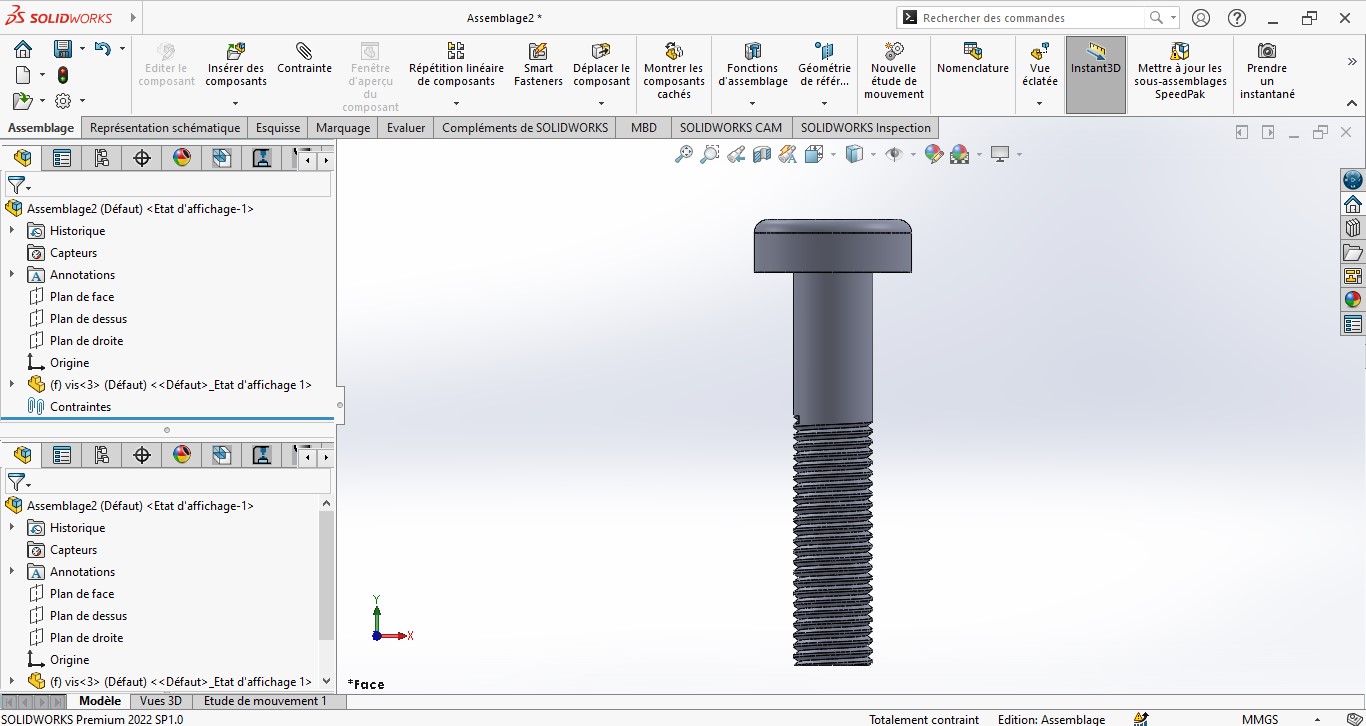 SOLIDWORKS
Assemblage2 *
Rechercher des commandes
Editer le
composant
Insérer des
composants
Contrainte
Fenêtre
d'aperçu
du
composant
Répétition linéaire
de composants
Smart
Fasteners
Déplacer le
composant
Montrer les
composants
cachés
Fonctions
d'assemblage
Géométrie
de référ...
Nouvelle
étude de
mouvement
Nomenclature
Vue
éclatée
Instant3D
Mettre à jour les
sous-assemblages
SpeedPak
Prendre
un
instantané
Assemblage
Représentation schématique
Esquisse
Marquage
Evaluer
Compléments de SOLIDWORKS
MBD
SOLIDWORKS CAM
SOLIDWORKS Inspection
Assemblage2 (Défaut) <Etat d'affichage-1>
Historique
Capteurs
Annotations
Plan de face
Plan de dessus
Plan de droite
Origine
(f) vis<3> (Défaut) <<Défaut>_Etat d'affichage 1>
Contraintes
Assemblage2 (Défaut) <Etat d'affichage-1>
Historique
Capteurs
Annotations
Plan de face
Plan de dessus
Plan de droite
Origine
(f) vis<3> (Défaut) <<Défaut>_Etat d'affichage 1>
Y
X
*Face
Modèle
Vues 3D
Etude de mouvement 1
SOLIDWORKS Premium 2022 SP1.0
Totalement contraint
Edition: Assemblage
MMGS